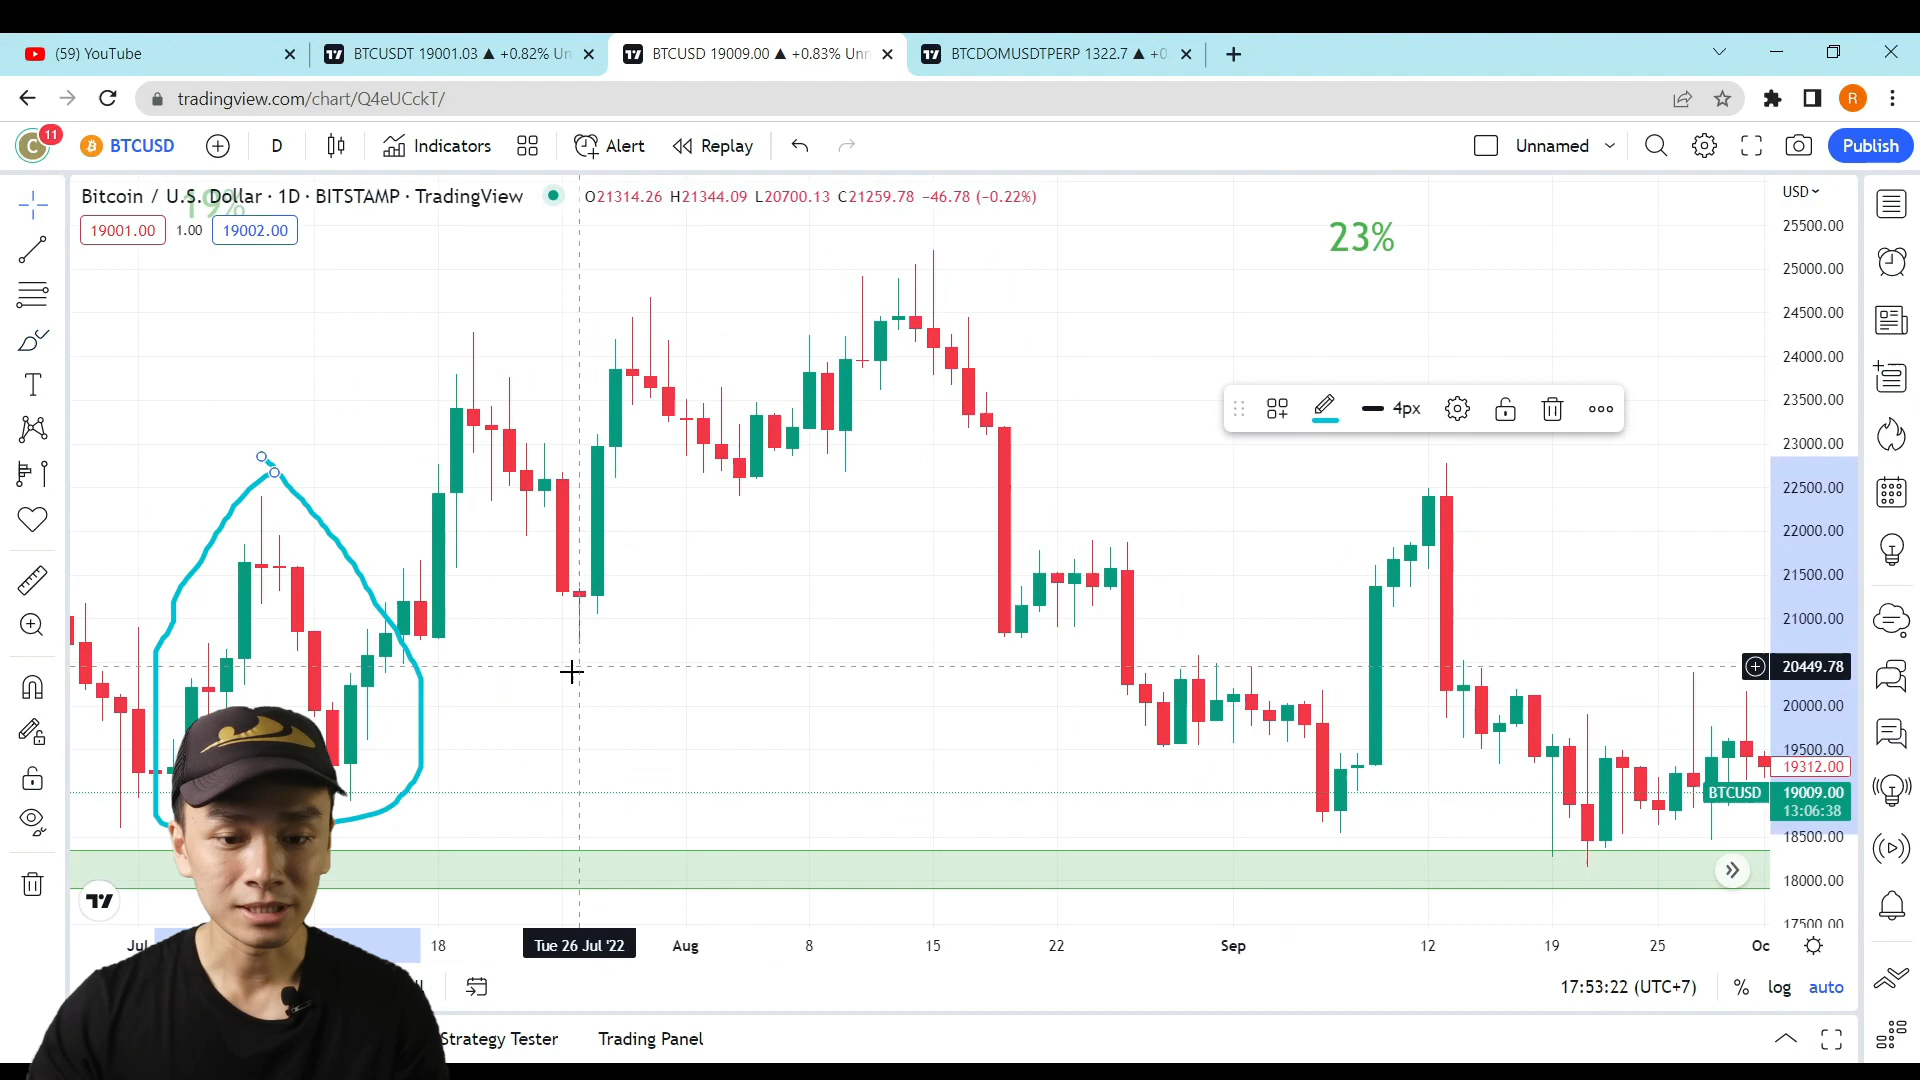 (59) YouTube
BTCUSDT 19001.03 ▲ +0.82% Un
BTCUSD 19009.00 ▲ +0.83% Unn
BTCDOMUSDTPERP 1322.7 ▲ +0
tradingview.com/chart/Q4eUCckT/
R
C 11
BTCUSD
D
Indicators
Alert
Replay
Unnamed
Publish
Bitcoin / U.S. Dollar · 1D · BITSTAMP · TradingView
O21314.26 H21344.09 L20700.13 C21259.78 −46.78 (−0.22%)
19%
19001.00 1.00 19002.00
23%
4px
USD
25500.00
25000.00
24500.00
24000.00
23500.00
23000.00
22500.00
22000.00
21500.00
21000.00
20449.78
20000.00
19500.00
19312.00
BTCUSD 19009.00
13:06:38
18500.00
18000.00
17500.00
Jul
18
Tue 26 Jul '22
Aug
8
15
22
Sep
12
19
25
Oc
17:53:22 (UTC+7)
%
log
auto
Strategy Tester
Trading Panel